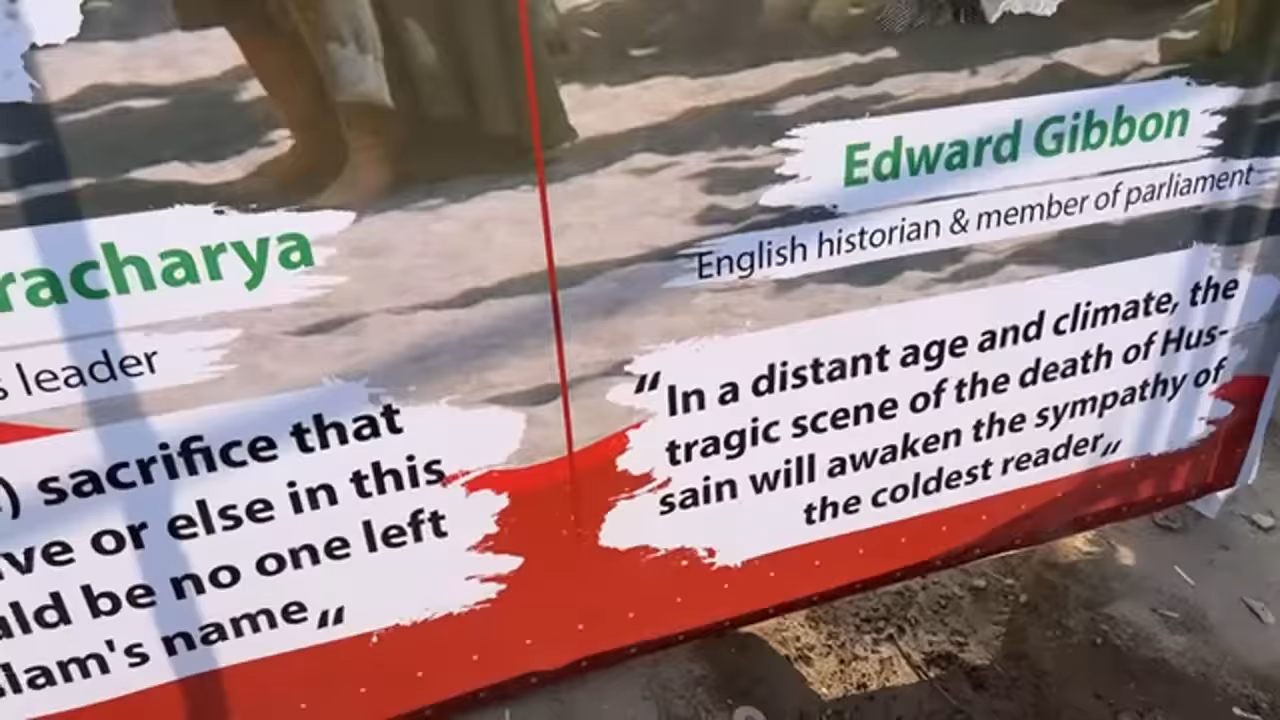 racharya
leader
) sacrifice that
ve or else in this
ld be no one left
lam's name„
Edward Gibbon
English historian & member of parliament
"In a distant age and climate, the
tragic scene of the death of Hus-
sain will awaken the sympathy of
the coldest reader„